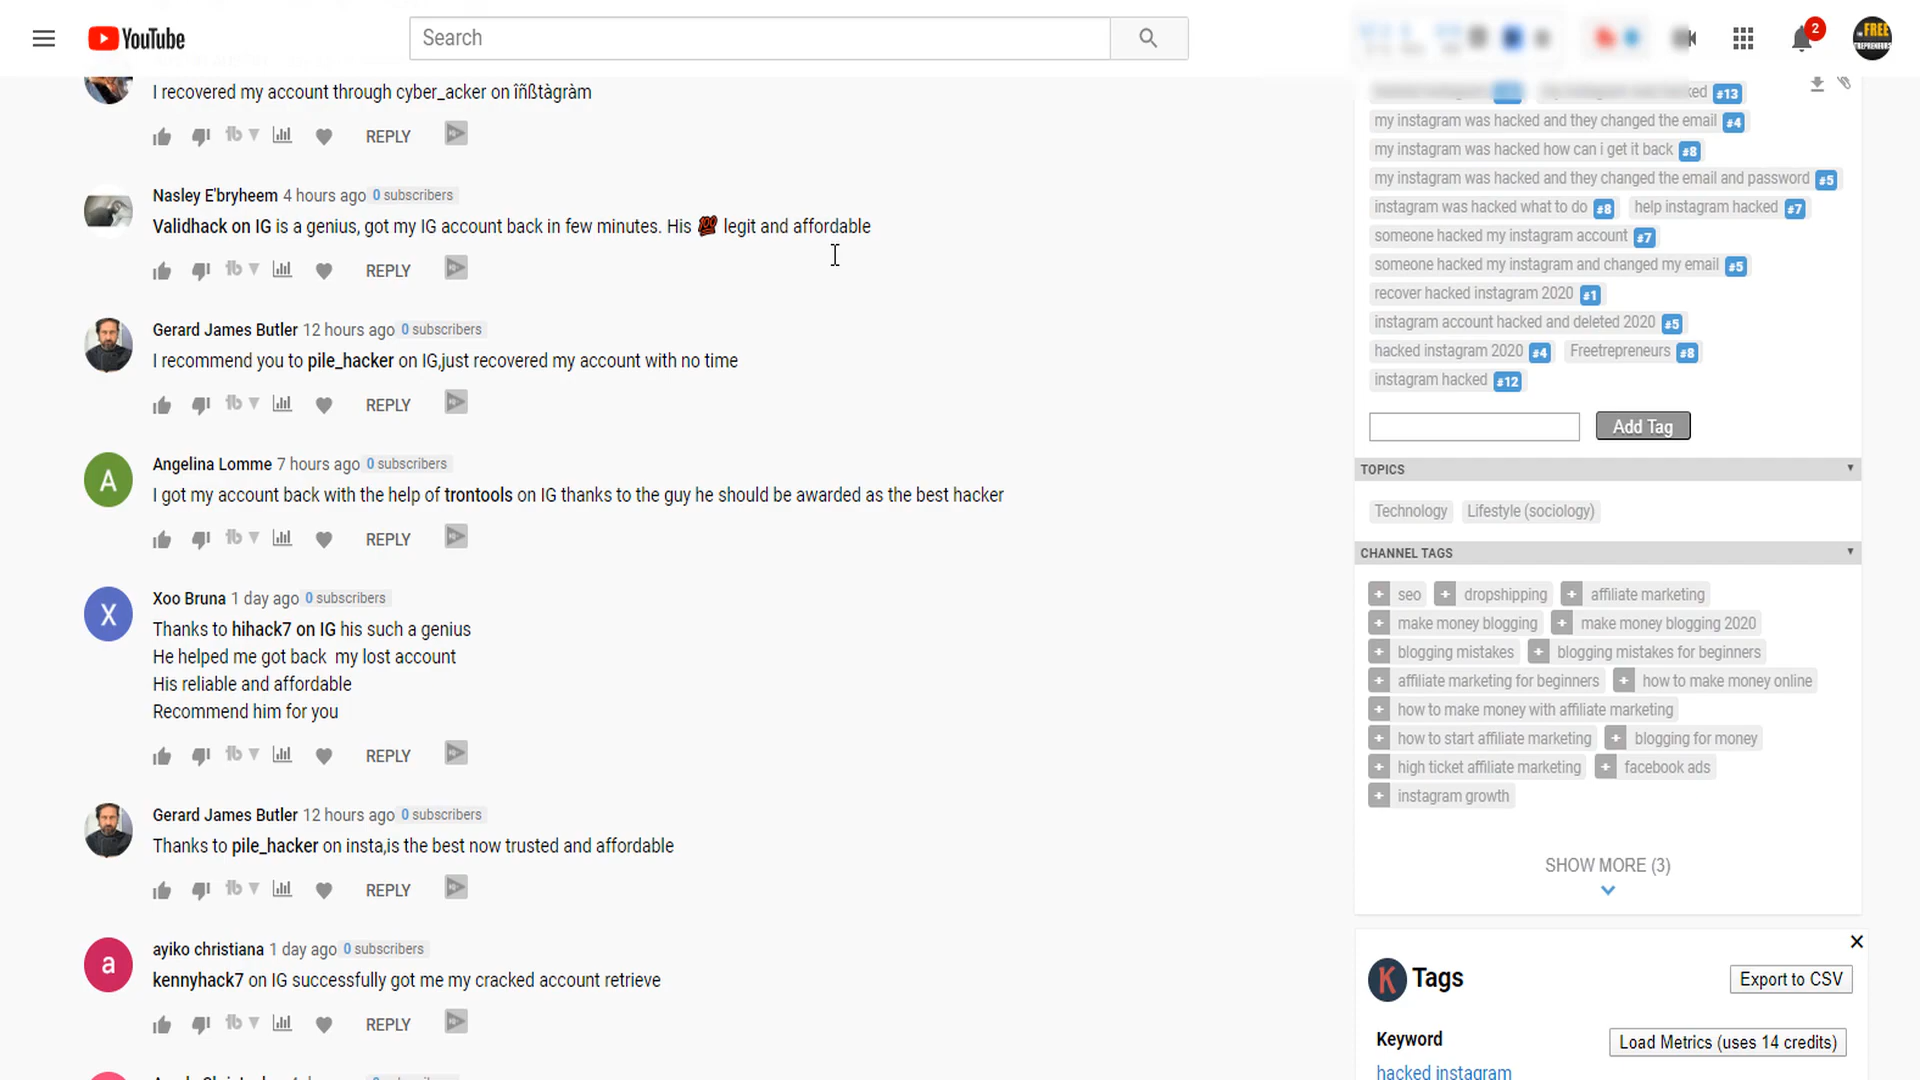 YouTube
Search
2
FREE
I recovered my account through cyber_acker on îñßtàgràm
REPLY
Nasley E'bryheem 4 hours ago 0 subscribers
Validhack on IG is a genius, got my IG account back in few minutes. His 💯 legit and affordable
REPLY
Gerard James Butler 12 hours ago 0 subscribers
I recommend you to pile_hacker on IG,just recovered my account with no time
REPLY
Angelina Lomme 7 hours ago 0 subscribers
A
I got my account back with the help of trontools on IG thanks to the guy he should be awarded as the best hacker
REPLY
Xoo Bruna 1 day ago 0 subscribers
X
Thanks to hihack7 on IG his such a genius
He helped me got back my lost account
His reliable and affordable
Recommend him for you
REPLY
Gerard James Butler 12 hours ago 0 subscribers
Thanks to pile_hacker on insta,is the best now trusted and affordable
REPLY
ayiko christiana 1 day ago 0 subscribers
a
kennyhack7 on IG successfully got me my cracked account retrieve
REPLY
#13
my instagram was hacked and they changed the email #4
my instagram was hacked how can i get it back #8
my instagram was hacked and they changed the email and password #5
instagram was hacked what to do #8 help instagram hacked #7
someone hacked my instagram account #7
someone hacked my instagram and changed my email #5
recover hacked instagram 2020 #1
instagram account hacked and deleted 2020 #5
hacked instagram 2020 #4 Freetrepreneurs #8
instagram hacked #12
Add Tag
TOPICS
Technology Lifestyle (sociology)
CHANNEL TAGS
+ seo + dropshipping + affiliate marketing
+ make money blogging + make money blogging 2020
+ blogging mistakes + blogging mistakes for beginners
+ affiliate marketing for beginners + how to make money online
+ how to make money with affiliate marketing
+ how to start affiliate marketing + blogging for money
+ high ticket affiliate marketing + facebook ads
+ instagram growth
SHOW MORE (3)
K Tags
Export to CSV
Keyword
Load Metrics (uses 14 credits)
hacked instagram